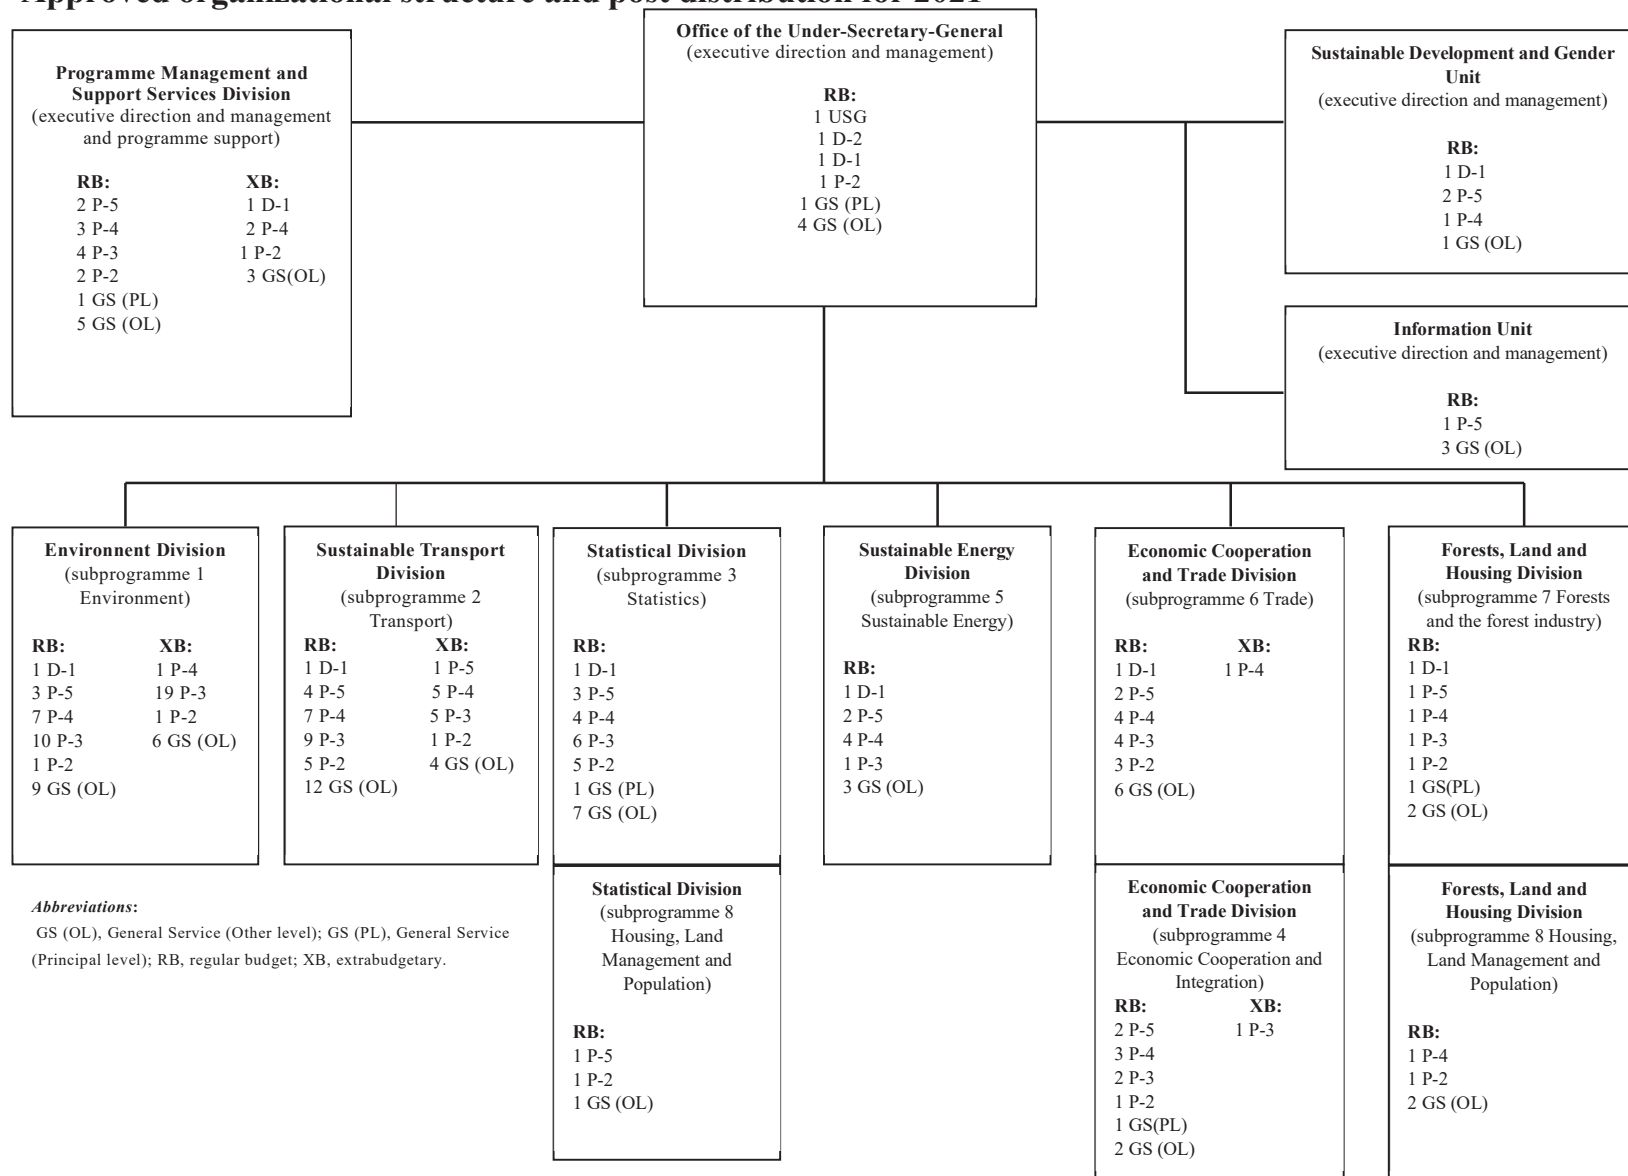 Approved organizational structure and post distribution for 2021
Programme Management and
Support Services Division
(executive direction and management
and programme support)
RB:
2 P-5
3 P-4
4 P-3
2 P-2
1 GS (PL)
5 GS (OL)
XB:
1 D-1
2 P-4
1 P-2
3 GS(OL)
Office of the Under-Secretary-General
(executive direction and management)
RB:
1 USG
1 D-2
1 D-1
1 P-2
1 GS (PL)
4 GS (OL)
Sustainable Development and Gender
Unit
(executive direction and management)
RB:
1 D-1
2 P-5
1 P-4
1 GS (OL)
Information Unit
(executive direction and management)
RB:
1 P-5
3 GS (OL)
Environment Division
(subprogramme 1
Environment)
RB:
1 D-1
3 P-5
7 P-4
10 P-3
1 P-2
9 GS (OL)
XB:
1 P-4
19 P-3
1 P-2
6 GS (OL)
Sustainable Transport
Division
(subprogramme 2
Transport)
RB:
1 D-1
4 P-5
7 P-4
9 P-3
5 P-2
12 GS (OL)
XB:
1 P-5
5 P-4
5 P-3
1 P-2
4 GS (OL)
Statistical Division
(subprogramme 3
Statistics)
RB:
1 D-1
3 P-5
4 P-4
6 P-3
5 P-2
1 GS (PL)
7 GS (OL)
Sustainable Energy
Division
(subprogramme 5
Sustainable Energy)
RB:
1 D-1
2 P-5
4 P-4
1 P-3
3 GS (OL)
Economic Cooperation
and Trade Division
(subprogramme 6 Trade)
RB:
1 D-1
2 P-5
4 P-4
4 P-3
3 P-2
6 GS (OL)
XB:
1 P-4
Forests, Land and
Housing Division
(subprogramme 7 Forests
and the forest industry)
RB:
1 D-1
1 P-5
1 P-4
1 P-3
1 P-2
1 GS(PL)
2 GS (OL)
Statistical Division
(subprogramme 8
Housing, Land
Management and
Population)
RB:
1 P-5
1 P-2
1 GS (OL)
Economic Cooperation
and Trade Division
(subprogramme 4
Economic Cooperation and
Integration)
RB:
2 P-5
3 P-4
2 P-3
1 P-2
1 GS(PL)
2 GS (OL)
XB:
1 P-3
Forests, Land and
Housing Division
(subprogramme 8 Housing,
Land Management and
Population)
RB:
1 P-4
1 P-2
2 GS (OL)
Abbreviations:
GS (OL), General Service (Other level); GS (PL), General Service
(Principal level); RB, regular budget; XB, extrabudgetary.